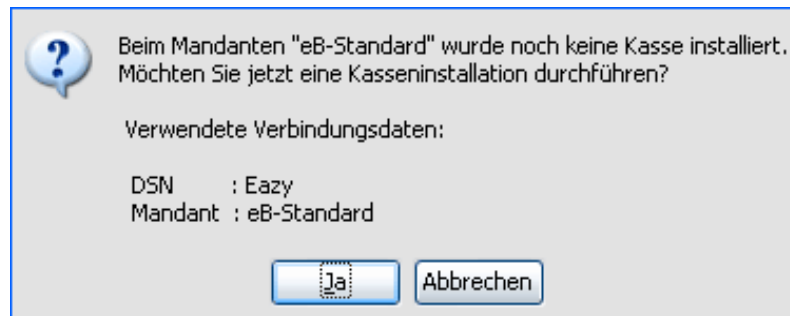 Beim Mandanten "eB-Standard" wurde noch keine Kasse installiert.
Möchten Sie jetzt eine Kasseninstallation durchführen?
Verwendete Verbindungsdaten:
DSN : Eazy
Mandant : eB-Standard
Ja
Abbrechen